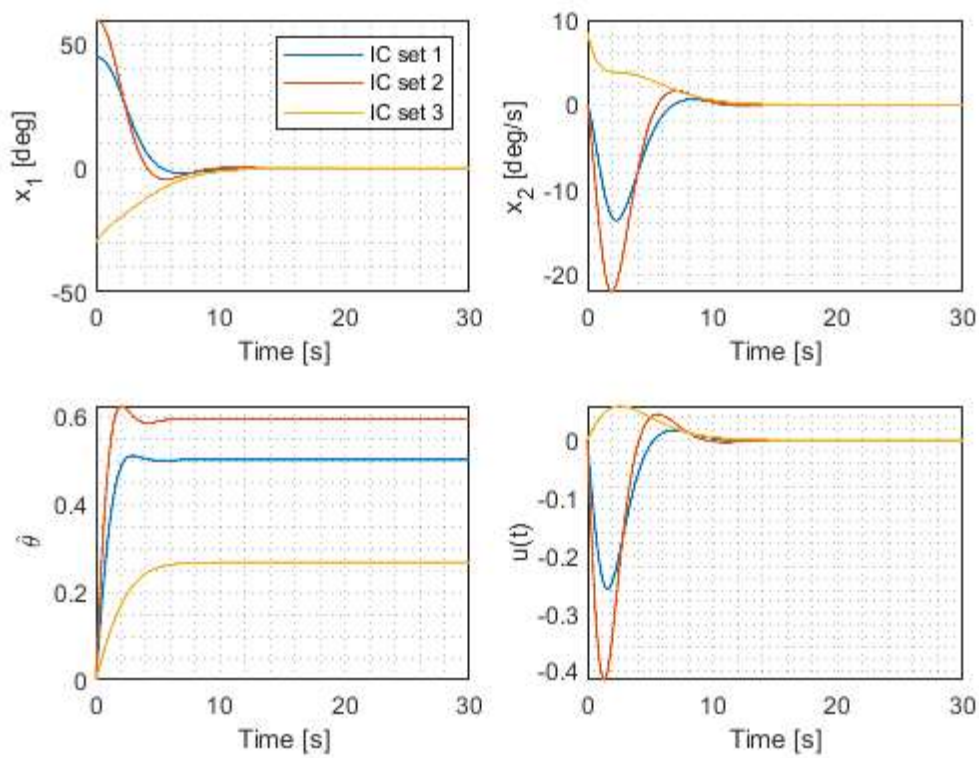 50
0
-50
x₁ [deg]
IC set 1
IC set 2
IC set 3
0 10 20 30
Time [s]
10
0
-10
-20
x₂ [deg/s]
0 10 20 30
Time [s]
0.6
0.4
0.2
0
θ̂
0 10 20 30
Time [s]
0
-0.1
-0.2
-0.3
-0.4
u(t)
0 10 20 30
Time [s]